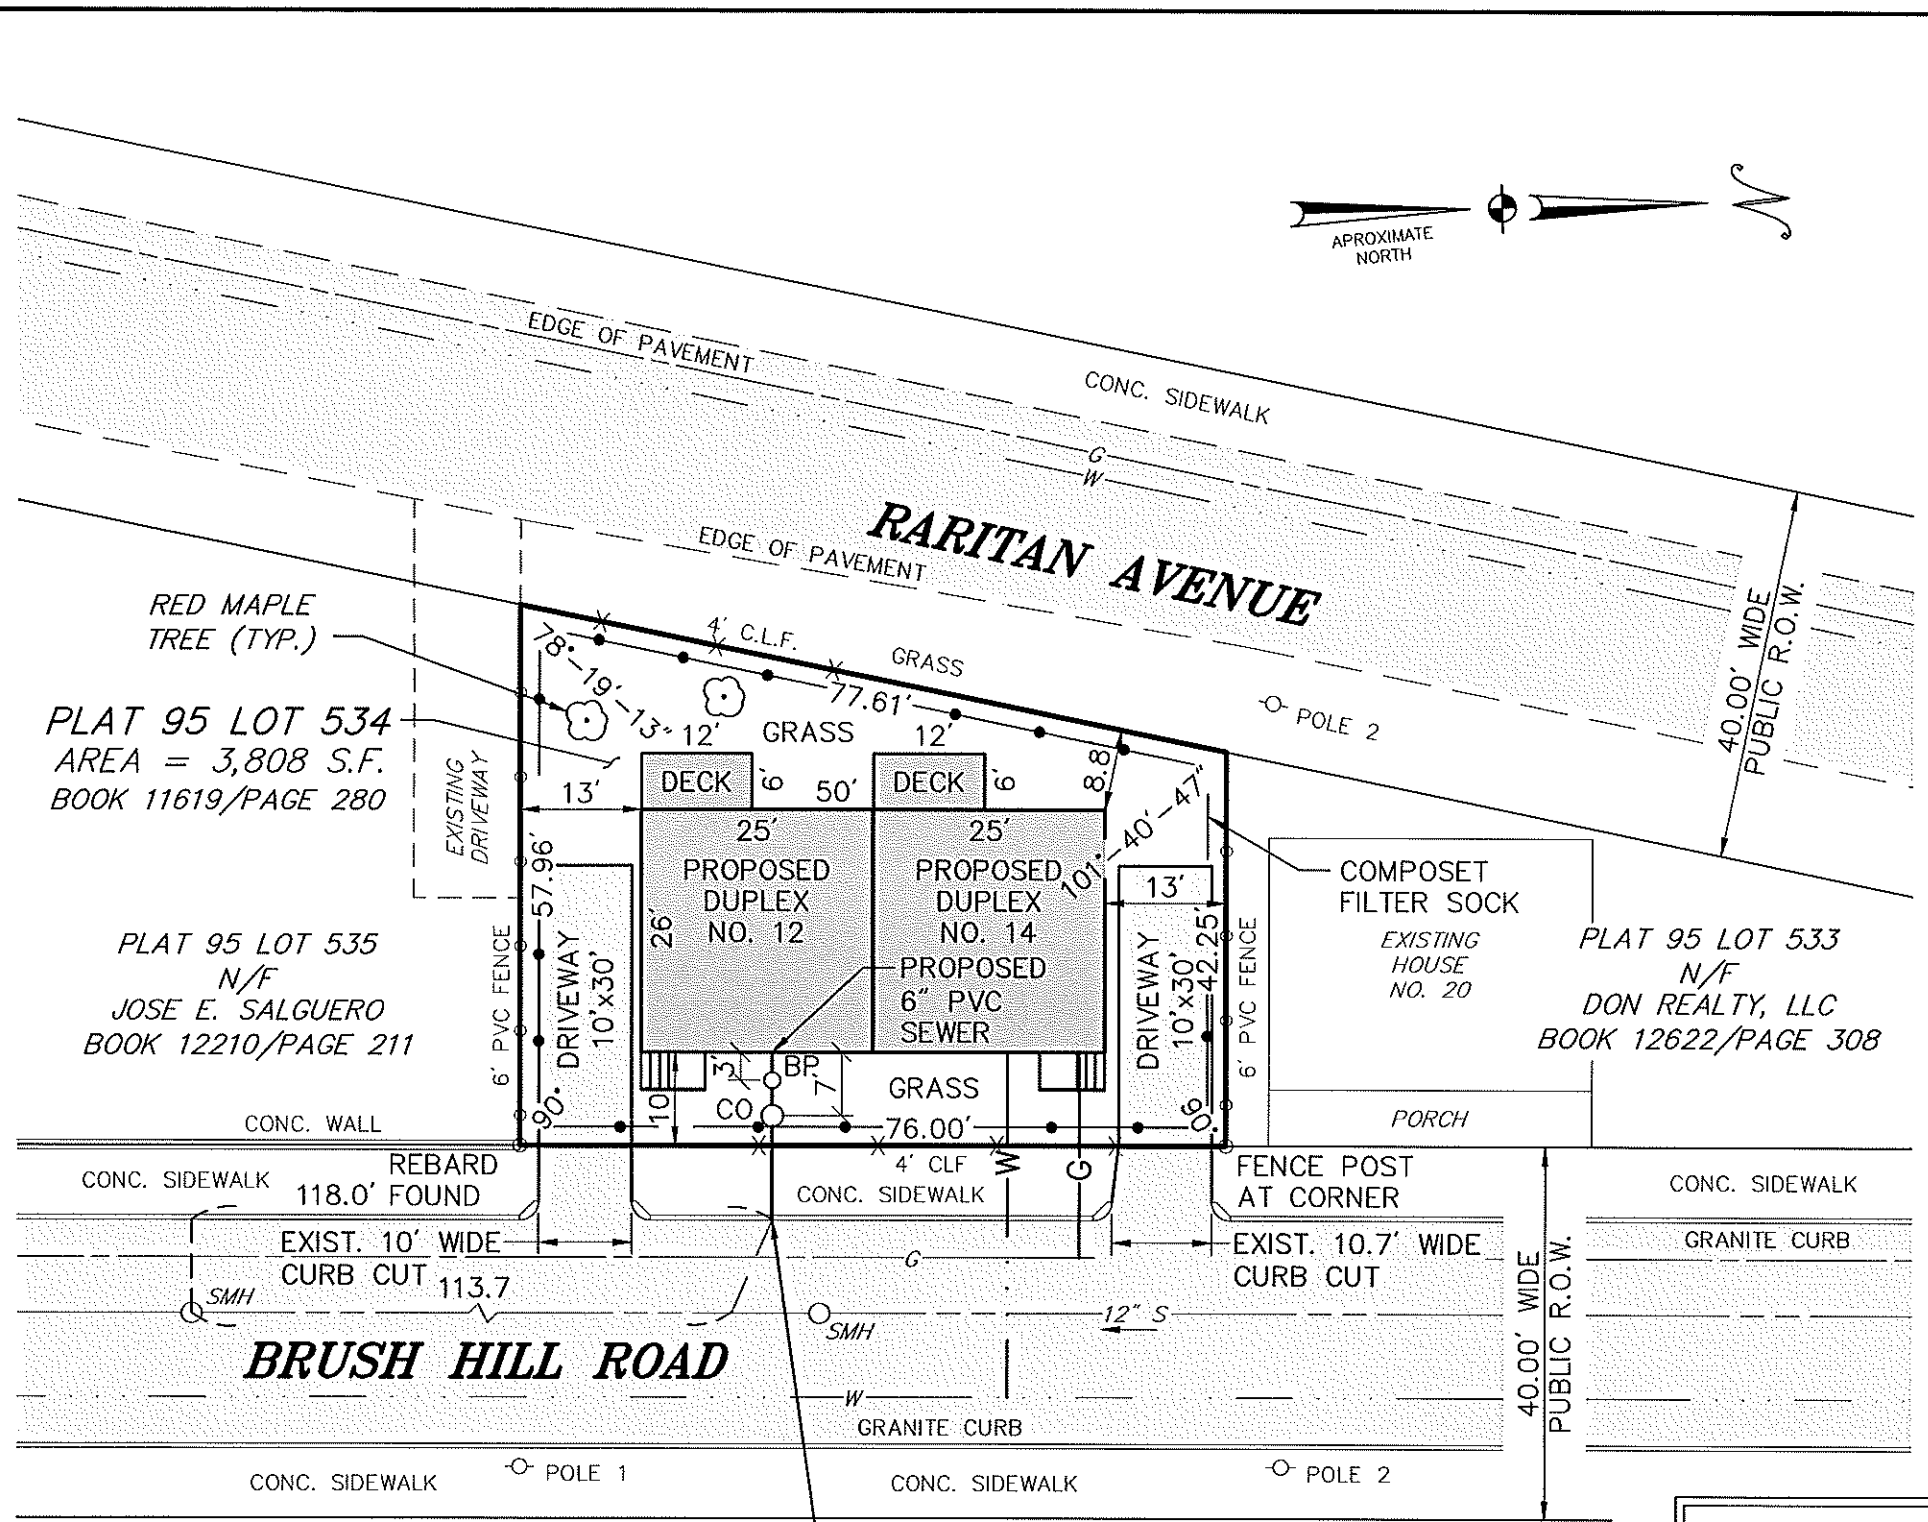 APROXIMATE
NORTH
EDGE OF PAVEMENT
CONC. SIDEWALK
G
W
RARITAN AVENUE
EDGE OF PAVEMENT
40.00' WIDE
PUBLIC R.O.W.
RED MAPLE
TREE (TYP.)
4' C.L.F.
GRASS
78°-19'-13"
77.61'
POLE 2
PLAT 95 LOT 534
AREA = 3,808 S.F.
BOOK 11619/PAGE 280
EXISTING
DRIVEWAY
12'
GRASS
12'
DECK
6'
50'
DECK
6'
8.8
13'
25'
25'
101°-40'-47"
57.96'
PROPOSED
DUPLEX
NO. 12
PROPOSED
DUPLEX
NO. 14
26'
13'
COMPOSET
FILTER SOCK
EXISTING
HOUSE
NO. 20
PLAT 95 LOT 535
N/F
JOSE E. SALGUERO
BOOK 12210/PAGE 211
6' PVC FENCE
DRIVEWAY
10'x30'
PROPOSED
6" PVC
SEWER
DRIVEWAY
10'x30'
42.25'
6' PVC FENCE
PLAT 95 LOT 533
N/F
DON REALTY, LLC
BOOK 12622/PAGE 308
3'
BP
7'
GRASS
CO
10'
90°
76.00'
90°
PORCH
CONC. WALL
CONC. SIDEWALK
REBARD
FOUND
118.0'
4' CLF
W
G
CONC. SIDEWALK
FENCE POST
AT CORNER
CONC. SIDEWALK
EXIST. 10' WIDE
CURB CUT
113.7
G
EXIST. 10.7' WIDE
CURB CUT
GRANITE CURB
SMH
SMH
12" S
BRUSH HILL ROAD
40.00' WIDE
PUBLIC R.O.W.
W
GRANITE CURB
CONC. SIDEWALK
POLE 1
CONC. SIDEWALK
POLE 2
CONC. SIDEWALK